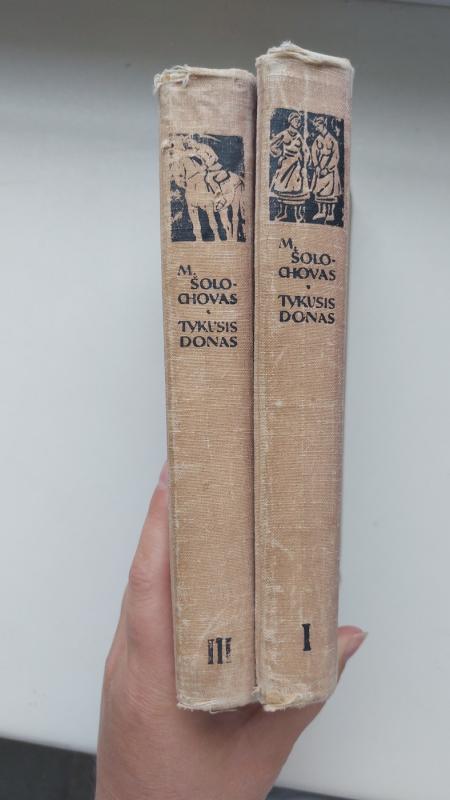 M. ŠOLO-
CHOVAS
•
TYKUSIS
DONAS
III
M. ŠOLO-
CHOVAS
•
TYKUSIS
DONAS
I